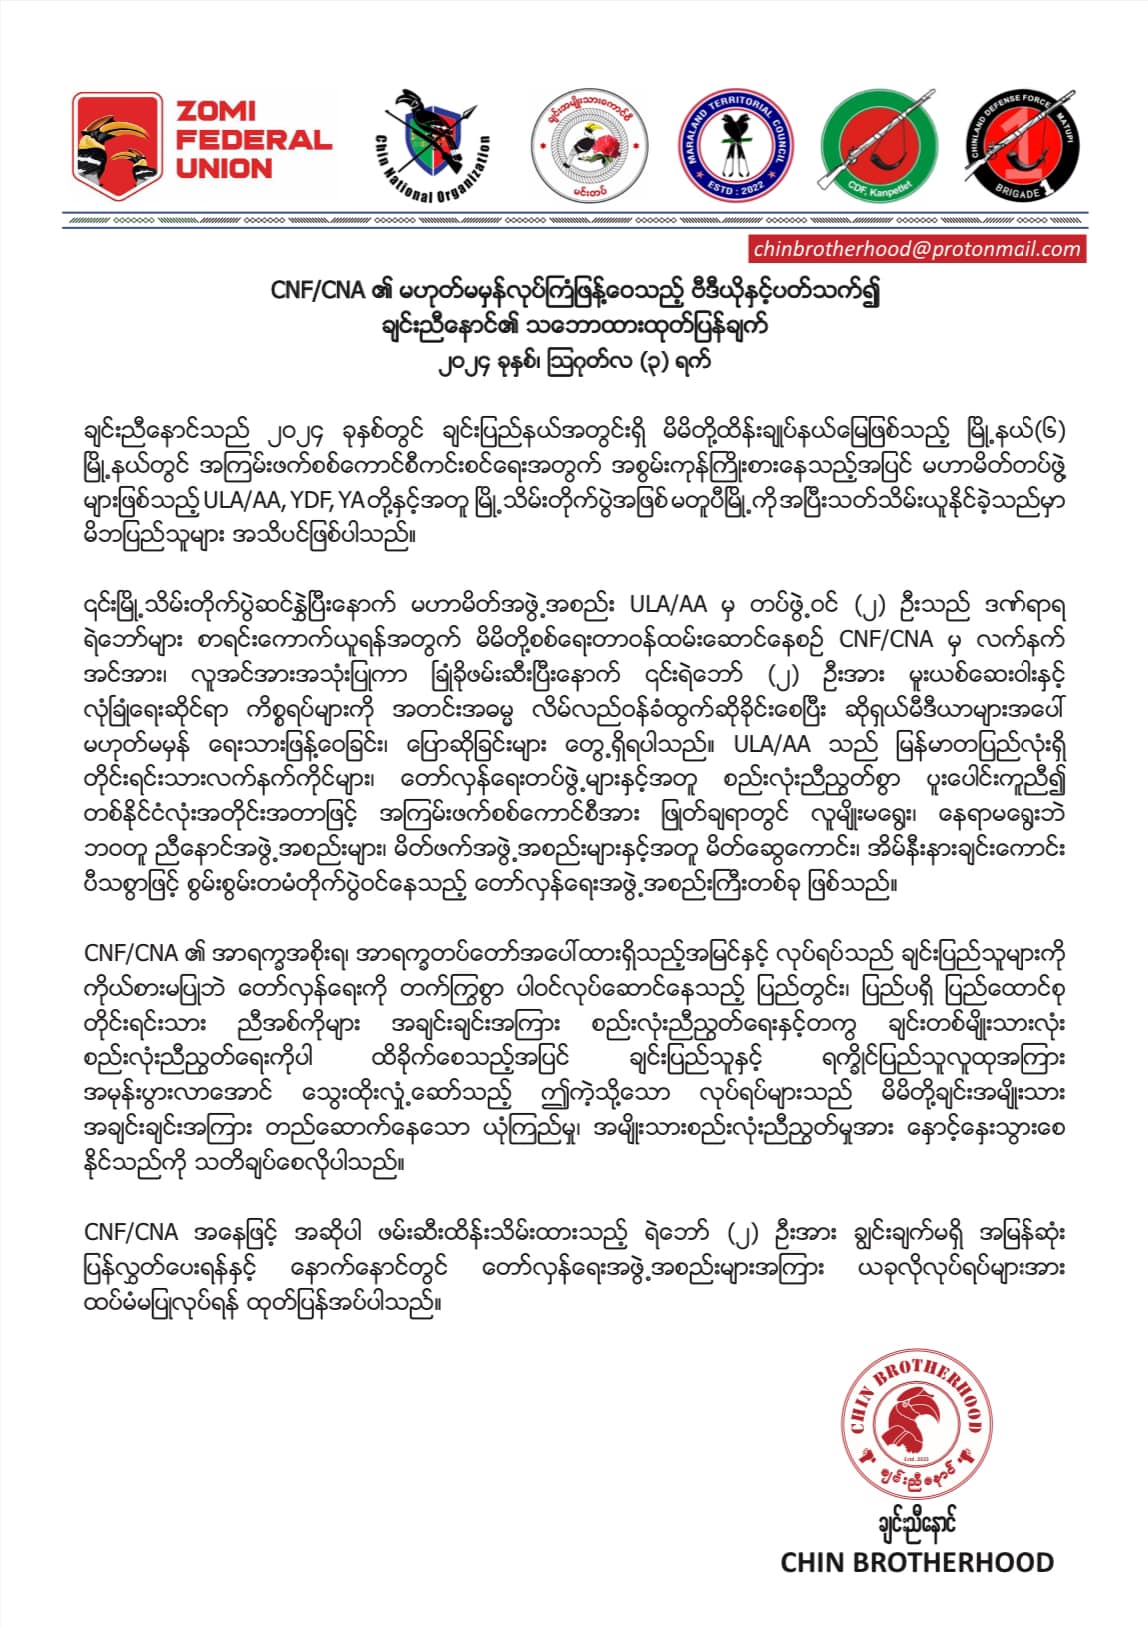 ZOMI
FEDERAL
UNION
Chin National Organization
ချင်းအမျိုးသားကောင်စီ
မင်းတပ်
MARALAND TERRITORIAL COUNCIL
ESTD : 2022
CDF, Kanpetlet
CHINLAND DEFENSE FORCE MATUPI
1
BRIGADE 1
chinbrotherhood@protonmail.com
CNF/CNA ၏ မဟုတ်မမှန်လုပ်ကြံဖြန့်ဝေသည့် ဗီဒီယိုနှင့်ပတ်သက်၍
ချင်းညီနောင်၏ သဘောထားထုတ်ပြန်ချက်
၂၀၂၄ ခုနှစ်၊ သြဂုတ်လ (၃) ရက်
ချင်းညီနောင်သည် ၂၀၂၄ ခုနှစ်တွင် ချင်းပြည်နယ်အတွင်းရှိ မိမိတို့ထိန်းချုပ်နယ်မြေဖြစ်သည့် မြို့နယ်(၆)
မြို့နယ်တွင် အကြမ်းဖက်စစ်ကောင်စီကင်းစင်ရေးအတွက် အစွမ်းကုန်ကြိုးစားနေသည့်အပြင် မဟာမိတ်တပ်ဖွဲ့
များဖြစ်သည့် ULA/AA, YDF, YA တို့နှင့်အတူ မြို့သိမ်းတိုက်ပွဲအဖြစ် မတူပီမြို့ကို အပြီးသတ်သိမ်းယူနိုင်ခဲ့သည်မှာ
မိဘပြည်သူများ အသိပင်ဖြစ်ပါသည်။
၎င်းမြို့သိမ်းတိုက်ပွဲဆင်နွှဲပြီးနောက် မဟာမိတ်အဖွဲ့အစည်း ULA/AA မှ တပ်ဖွဲ့ဝင် (၂) ဦးသည် ဒဏ်ရာရ
ရဲဘော်များ စာရင်းကောက်ယူရန်အတွက် မိမိတို့စစ်ရေးတာဝန်ထမ်းဆောင်နေစဉ် CNF/CNA မှ လက်နက်
အင်အား၊ လူအင်အားအသုံးပြုကာ ခြုံခိုဖမ်းဆီးပြီးနောက် ၎င်းရဲဘော် (၂) ဦးအား မူးယစ်ဆေးဝါးနှင့်
လုံခြုံရေးဆိုင်ရာ ကိစ္စရပ်များကို အတင်းအဓမ္မ လိမ်လည်ဝန်ခံထွက်ဆိုခိုင်းစေပြီး ဆိုရှယ်မီဒီယာများအပေါ်
မဟုတ်မမှန် ရေးသားဖြန့်ဝေခြင်း၊ ပြောဆိုခြင်းများ တွေ့ရှိရပါသည်။ ULA/AA သည် မြန်မာတပြည်လုံးရှိ
တိုင်းရင်းသားလက်နက်ကိုင်များ၊ တော်လှန်ရေးတပ်ဖွဲ့များနှင့်အတူ စည်းလုံးညီညွတ်စွာ ပူးပေါင်းကူညီ၍
တစ်နိုင်ငံလုံးအတိုင်းအတာဖြင့် အကြမ်းဖက်စစ်ကောင်စီအား ဖြုတ်ချရာတွင် လူမျိုးမရွေး၊ နေရာမရွေးဘဲ
ဘဝတူ ညီနောင်အဖွဲ့အစည်းများ၊ မိတ်ဖက်အဖွဲ့အစည်းများနှင့်အတူ မိတ်ဆွေကောင်း၊ အိမ်နီးနားချင်းကောင်း
ပီသစွာဖြင့် စွမ်းစွမ်းတမံတိုက်ပွဲဝင်နေသည့် တော်လှန်ရေးအဖွဲ့အစည်းကြီးတစ်ခု ဖြစ်သည်။
CNF/CNA ၏ အာရက္ခအစိုးရ၊ အာရက္ခတပ်တော်အပေါ်ထားရှိသည့်အမြင်နှင့် လုပ်ရပ်သည် ချင်းပြည်သူများကို
ကိုယ်စားမပြုဘဲ တော်လှန်ရေးကို တက်ကြွစွာ ပါဝင်လုပ်ဆောင်နေသည့် ပြည်တွင်း၊ ပြည်ပရှိ ပြည်ထောင်စု
တိုင်းရင်းသား ညီအစ်ကိုများ အချင်းချင်းအကြား စည်းလုံးညီညွတ်ရေးနှင့်တကွ ချင်းတစ်မျိုးသားလုံး
စည်းလုံးညီညွတ်ရေးကိုပါ ထိခိုက်စေသည့်အပြင် ချင်းပြည်သူနှင့် ရက္ခိုင်ပြည်သူလူထုအကြား
အမုန်းပွားလာအောင် သွေးထိုးလှုံ့ဆော်သည့် ဤကဲ့သို့သော လုပ်ရပ်များသည် မိမိတို့ချင်းအမျိုးသား
အချင်းချင်းအကြား တည်ဆောက်နေသော ယုံကြည်မှု၊ အမျိုးသားစည်းလုံးညီညွတ်မှုအား နှောင့်နှေးသွားစေ
နိုင်သည်ကို သတိချပ်စေလိုပါသည်။
CNF/CNA အနေဖြင့် အဆိုပါ ဖမ်းဆီးထိန်းသိမ်းထားသည့် ရဲဘော် (၂) ဦးအား ချွင်းချက်မရှိ အမြန်ဆုံး
ပြန်လွှတ်ပေးရန်နှင့် နောက်နောင်တွင် တော်လှန်ရေးအဖွဲ့အစည်းများအကြား ယခုလိုလုပ်ရပ်များအား
ထပ်မံမပြုလုပ်ရန် ထုတ်ပြန်အပ်ပါသည်။
CHIN BROTHERHOOD
Estd. 2023
ချင်းညီနောင်
ချင်းညီနောင်
CHIN BROTHERHOOD